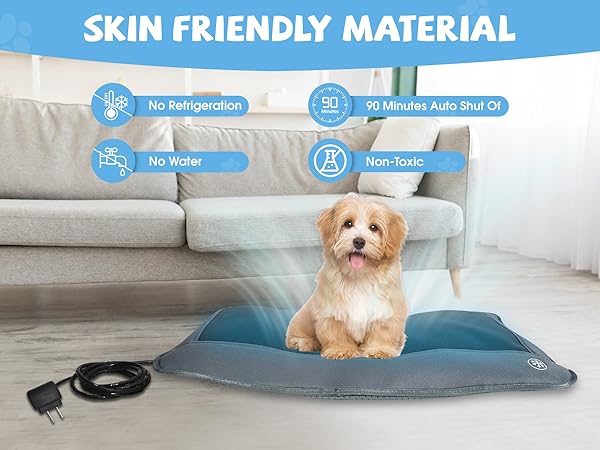 SKIN FRIENDLY MATERIAL
No Refrigeration
90
Minutes
90 Minutes Auto Shut Of
No Water
Non-Toxic